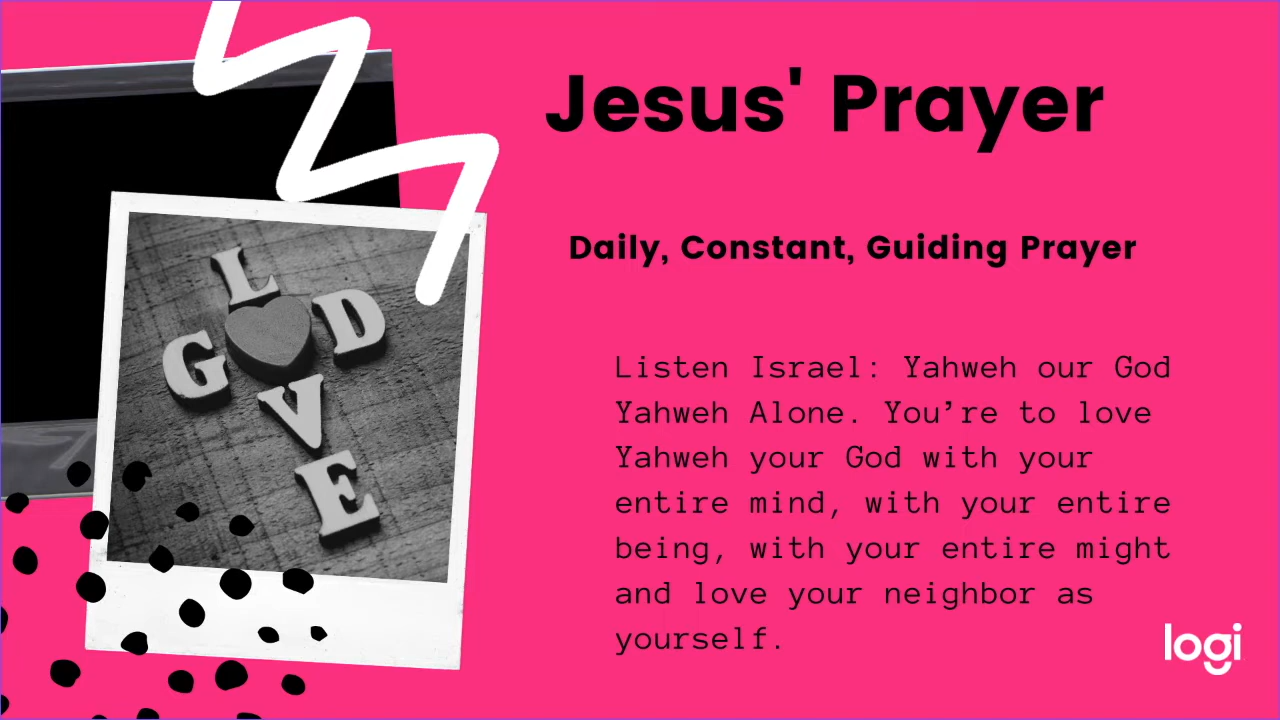 Jesus' Prayer
Daily, Constant, Guiding Prayer
L
G D
V
E
Listen Israel: Yahweh our God
Yahweh Alone. You’re to love
Yahweh your God with your
entire mind, with your entire
being, with your entire might
and love your neighbor as
yourself.
logi